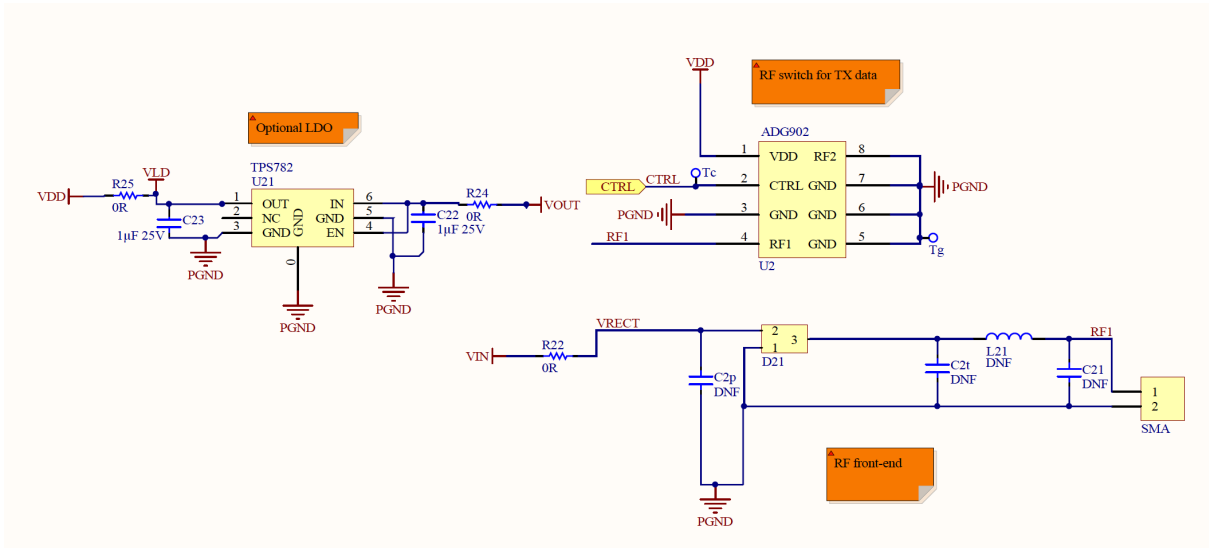 VDD
RF switch for TX data
Optional LDO
ADG902
TPS782
U21
VLD
R25
0R
VDD
C23
1µF 25V
PGND
1 OUT
2 NC
3 GND
GND
IN 6
GND 5
EN 4
0
PGND
C22
1µF 25V
PGND
R24
0R
VOUT
CTRL
CTRL
Tc
PGND
RF1
1 VDD
2 CTRL
3 GND
4 RF1
RF2 8
GND 7
GND 6
GND 5
U2
PGND
Tg
VIN
R22
0R
VRECT
C2p
DNF
PGND
2
1
3
D21
C2t
DNF
L21
DNF
C21
DNF
RF1
1
2
SMA
RF front-end